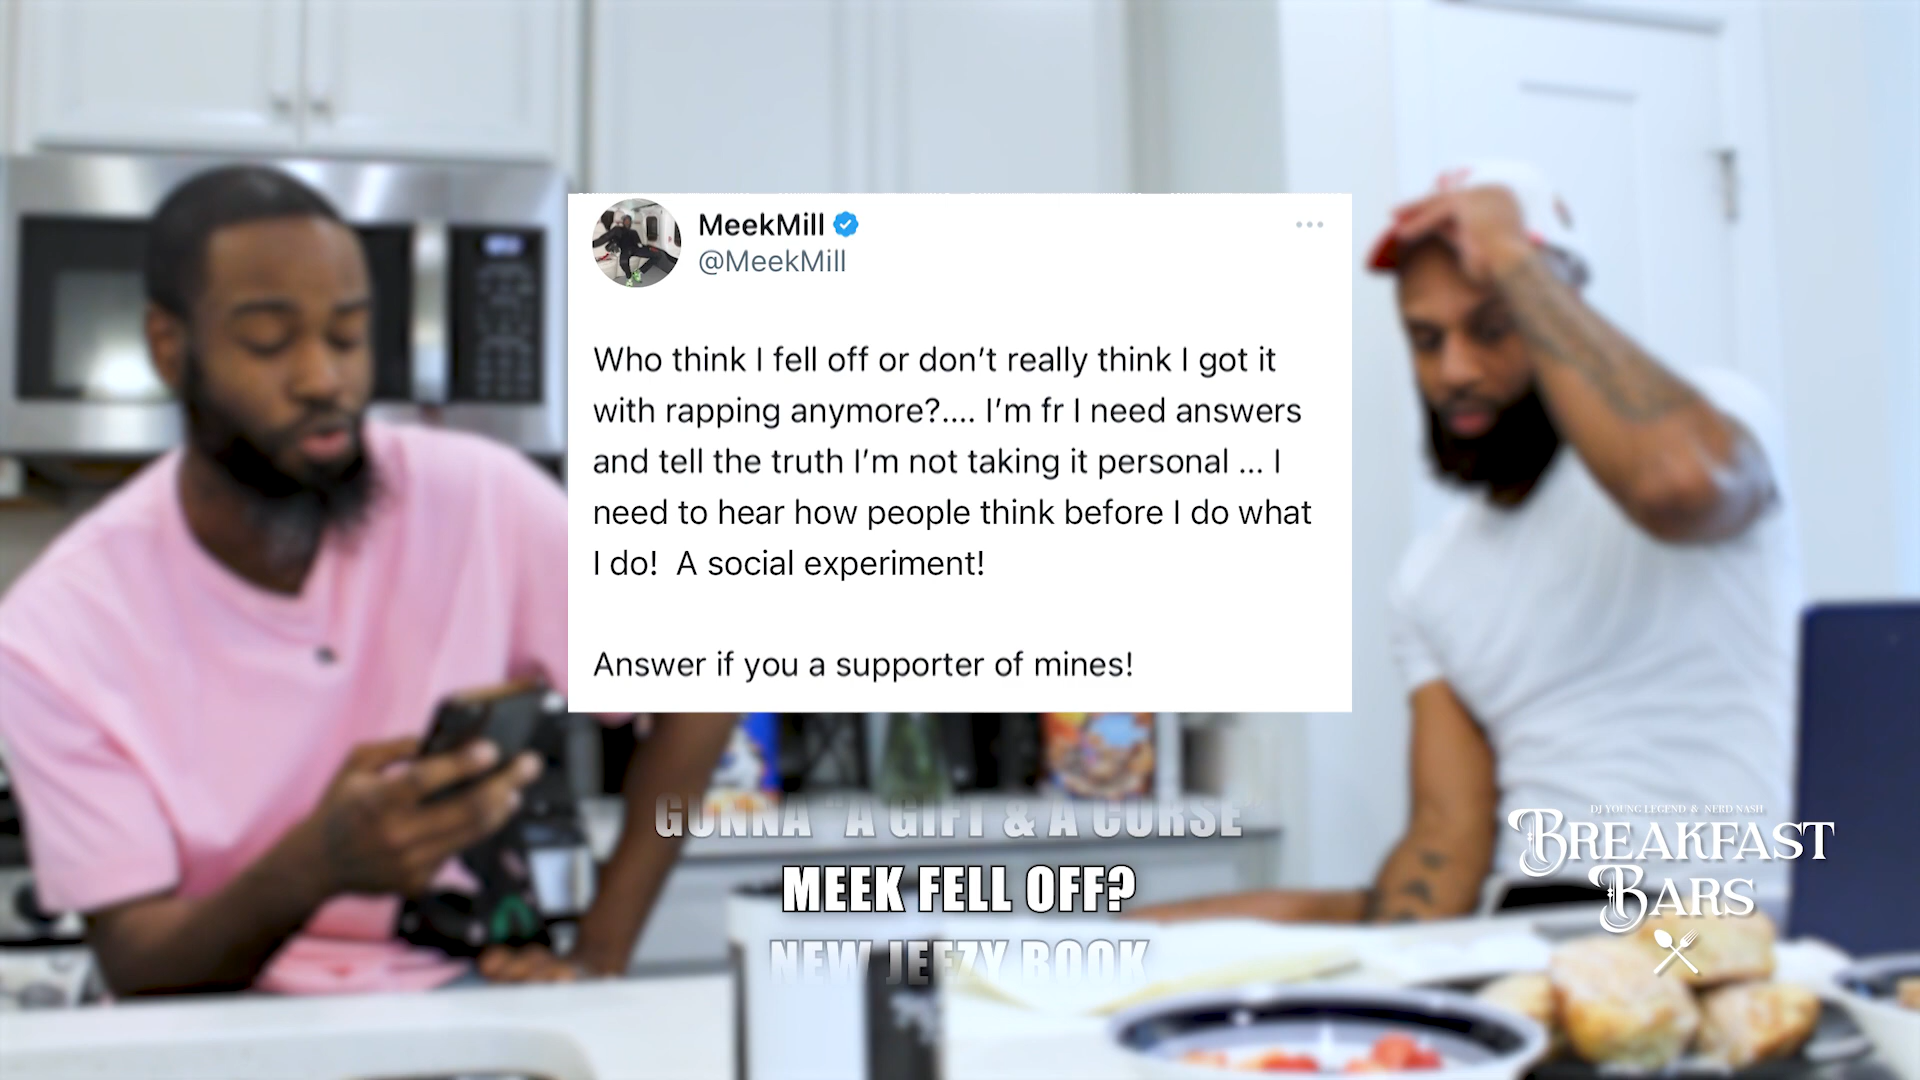 MeekMill
@MeekMill
Who think I fell off or don’t really think I got it
with rapping anymore?.... I’m fr I need answers
and tell the truth I’m not taking it personal ... I
need to hear how people think before I do what
I do!  A social experiment!
Answer if you a supporter of mines!
GUNNA "A GIFT & A CURSE"
MEEK FELL OFF?
NEW JEEZY BOOK
DJ YOUNG LEGEND & NERD NASH
BREAKFAST
BARS